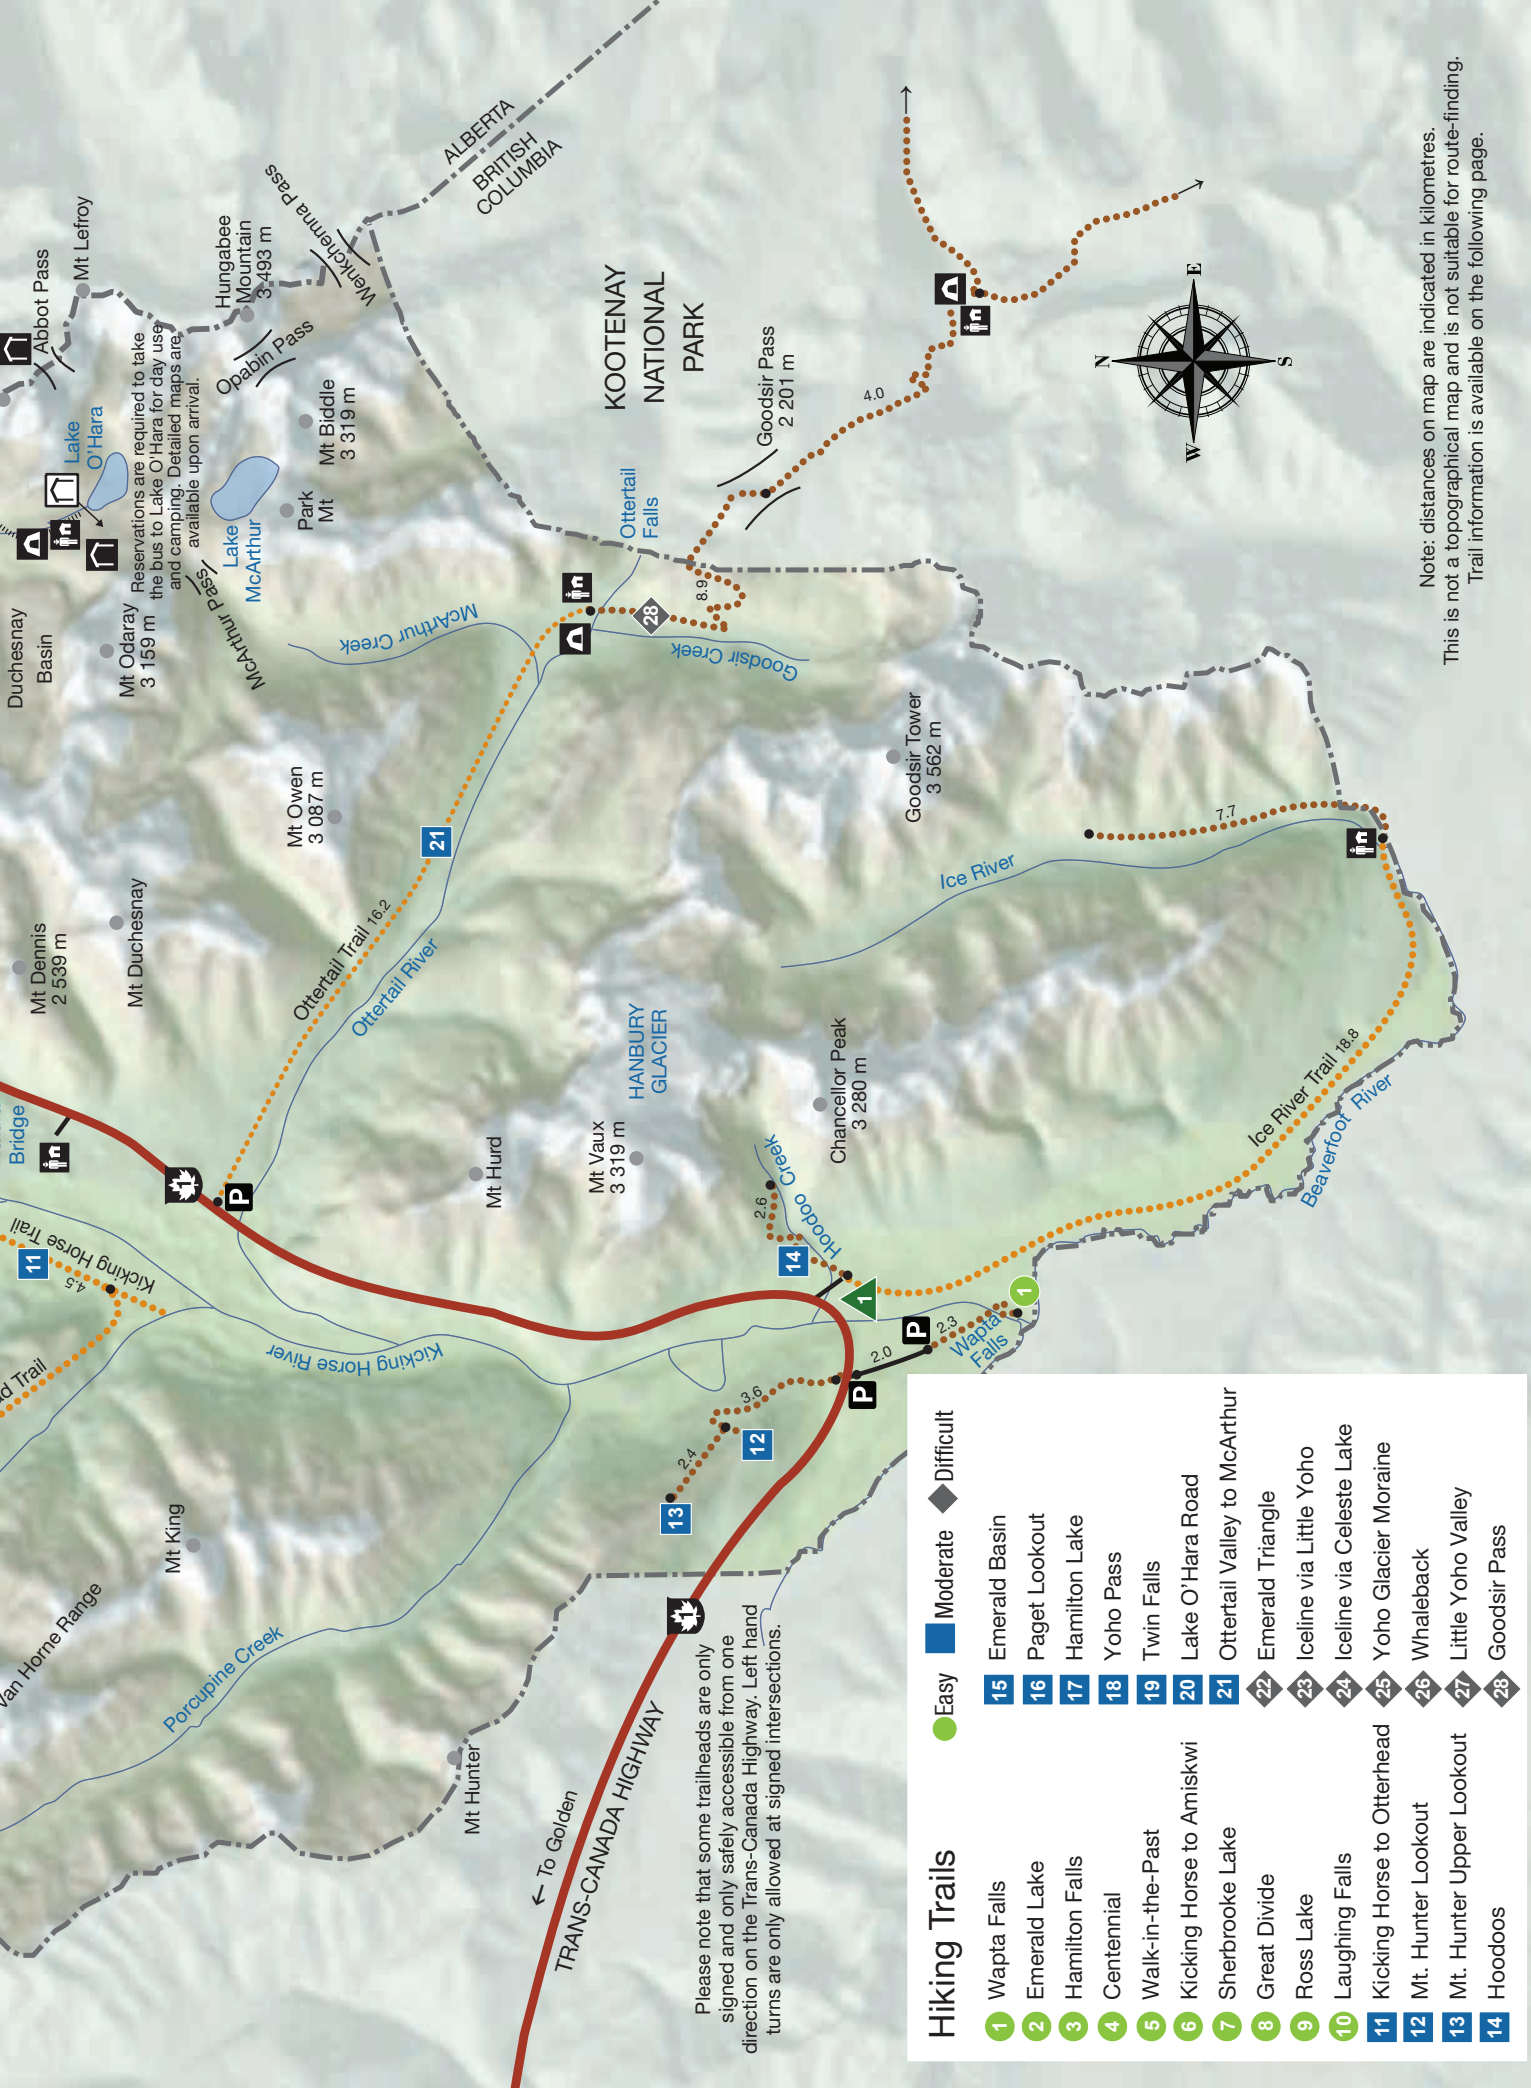 Abbot Pass
Mt Lefroy
Lake
O'Hara
Reservations are required to take
the bus to Lake O'Hara for day use
and camping. Detailed maps are
available upon arrival.
Hungabee
Mountain
3 493 m
Wenkchemna Pass
Opabin Pass
ALBERTA
BRITISH
COLUMBIA
Mt Biddle
3 319 m
Park
Mt
Lake
McArthur
McArthur Pass
Duchesnay
Basin
Mt Odaray
3 159 m
McArthur Creek
KOOTENAY
NATIONAL
PARK
Ottertail
Falls
Goodsir Pass
2 201 m
4.0
8.9
28
Goodsir Creek
N
E
S
W
Note: distances on map are indicated in kilometres.
This is not a topographical map and is not suitable for route-finding.
Trail information is available on the following page.
Mt Dennis
2 539 m
Mt Duchesnay
Mt Owen
3 087 m
21
Ottertail Trail 16.2
Ottertail River
Goodsir Tower
3 562 m
Ice River
7.7
Bridge
P
11
Kicking Horse Trail
4.5
Mt Hurd
Mt Vaux
3 319 m
HANBURY
GLACIER
Chancellor Peak
3 280 m
Hoodoo Creek
2.6
14
1
Ice River Trail 18.8
Beaverfoot River
1
Wapta
Falls
2.3
P
2.0
P
Kicking Horse River
3.6
12
2.4
13
Mt King
Van Horne Range
Porcupine Creek
Mt Hunter
← To Golden
TRANS-CANADA HIGHWAY
Please note that some trailheads are only
signed and only safely accessible from one
direction on the Trans-Canada Highway. Left hand
turns are only allowed at signed intersections.
Hiking Trails
Easy
Moderate
Difficult
1 Wapta Falls
2 Emerald Lake
3 Hamilton Falls
4 Centennial
5 Walk-in-the-Past
6 Kicking Horse to Amiskwi
7 Sherbrooke Lake
8 Great Divide
9 Ross Lake
10 Laughing Falls
11 Kicking Horse to Otterhead
12 Mt. Hunter Lookout
13 Mt. Hunter Upper Lookout
14 Hoodoos
15 Emerald Basin
16 Paget Lookout
17 Hamilton Lake
18 Yoho Pass
19 Twin Falls
20 Lake O'Hara Road
21 Ottertail Valley to McArthur
22 Emerald Triangle
23 Iceline via Little Yoho
24 Iceline via Celeste Lake
25 Yoho Glacier Moraine
26 Whaleback
27 Little Yoho Valley
28 Goodsir Pass